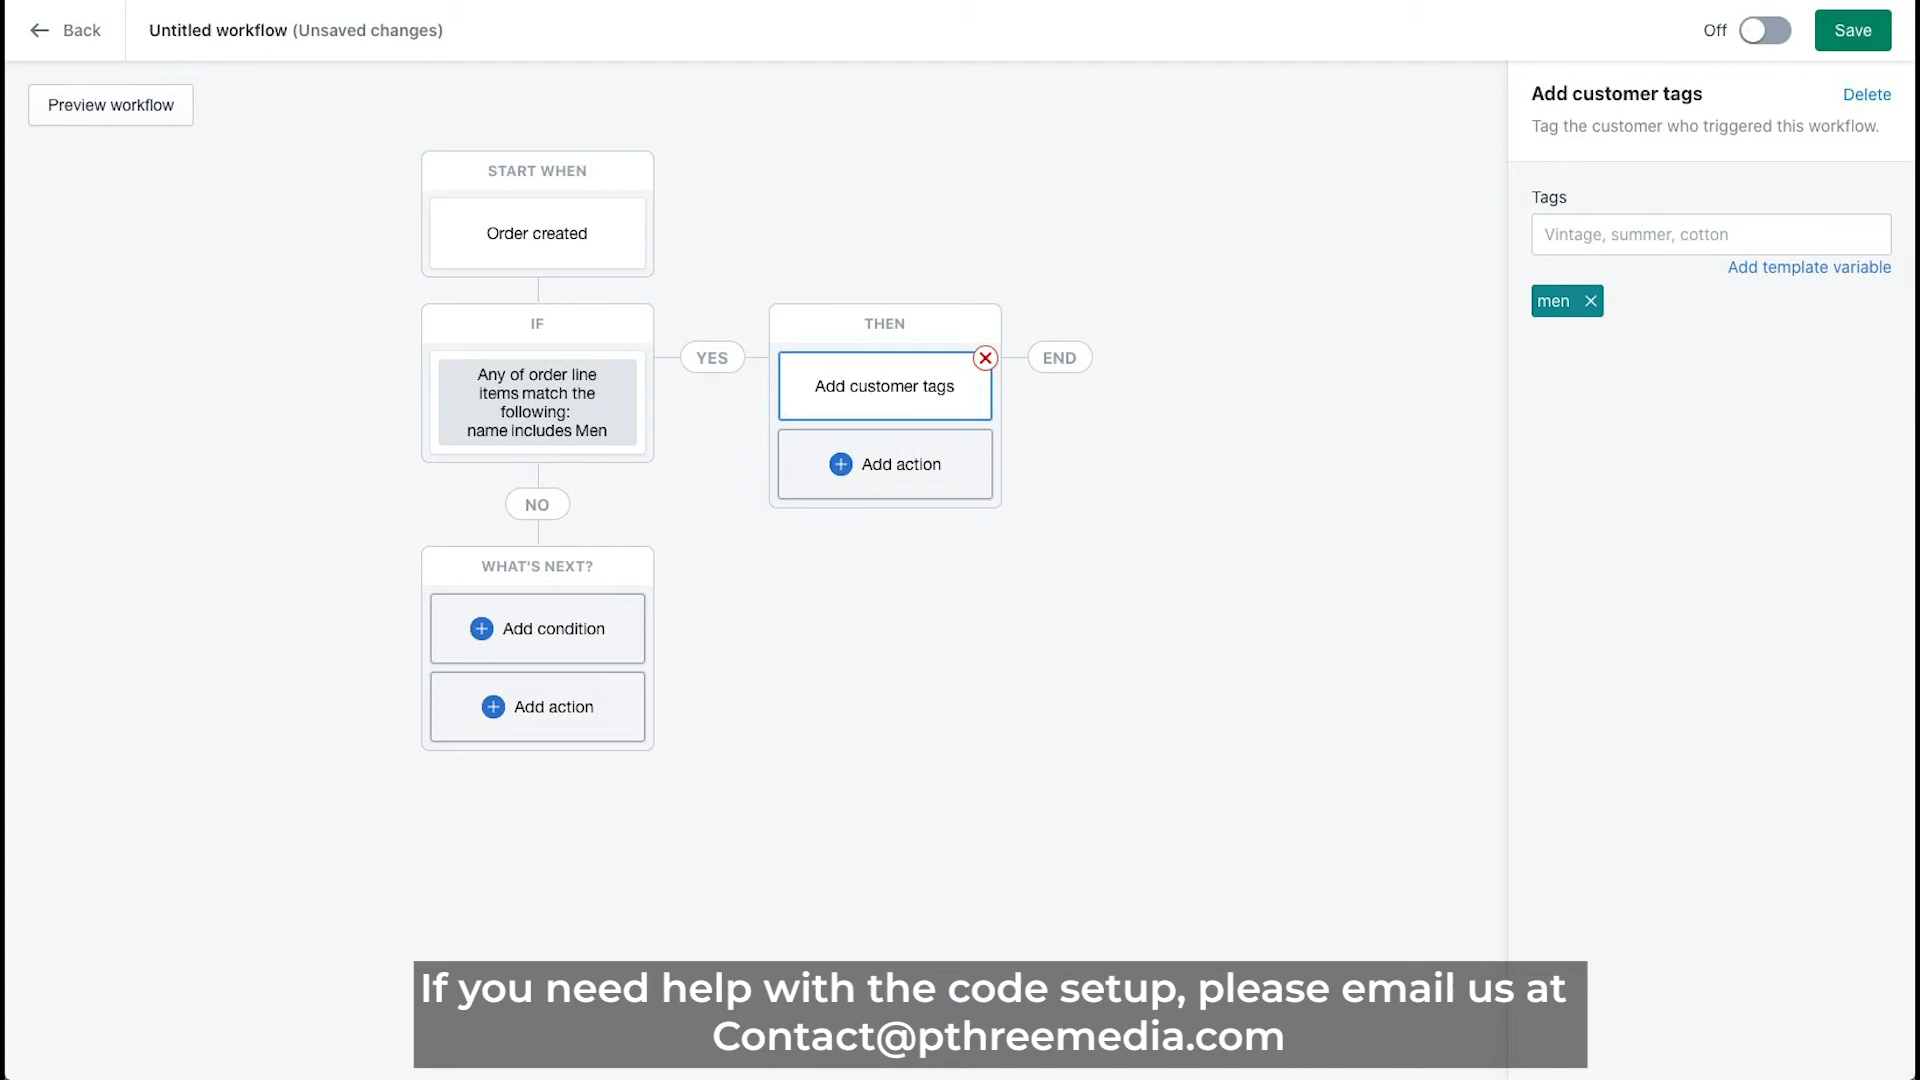 Back
Untitled workflow (Unsaved changes)
Off
Save
Preview workflow
START WHEN
Order created
IF
Any of order line
items match the
following:
name includes Men
YES
THEN
Add customer tags
Add action
END
NO
WHAT'S NEXT?
Add condition
Add action
Add customer tags
Delete
Tag the customer who triggered this workflow.
Tags
Vintage, summer, cotton
Add template variable
men
If you need help with the code setup, please email us at
Contact@pthreemedia.com